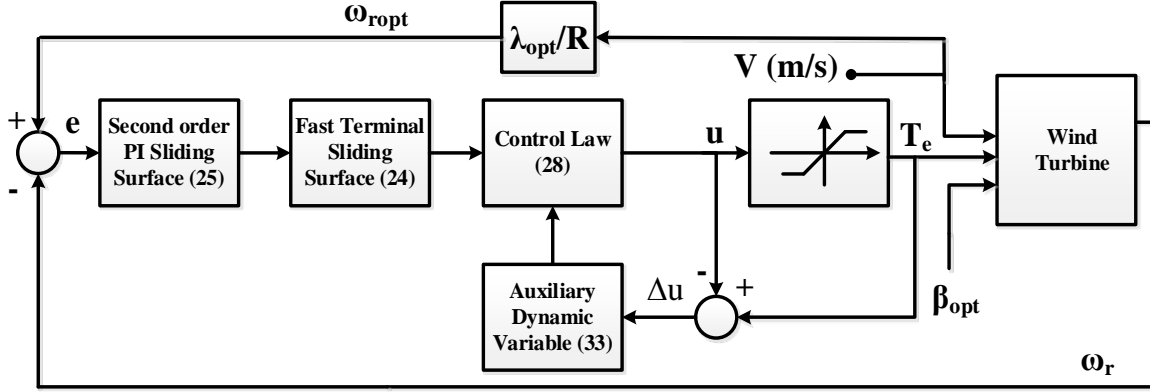 ω_ropt
λ_opt/R
V (m/s)
+
e
-
Second order
PI Sliding
Surface (25)
Fast Terminal
Sliding
Surface (24)
Control Law
(28)
u
T_e
Wind
Turbine
Auxiliary
Dynamic
Variable (33)
Δu
-
+
β_opt
ω_r